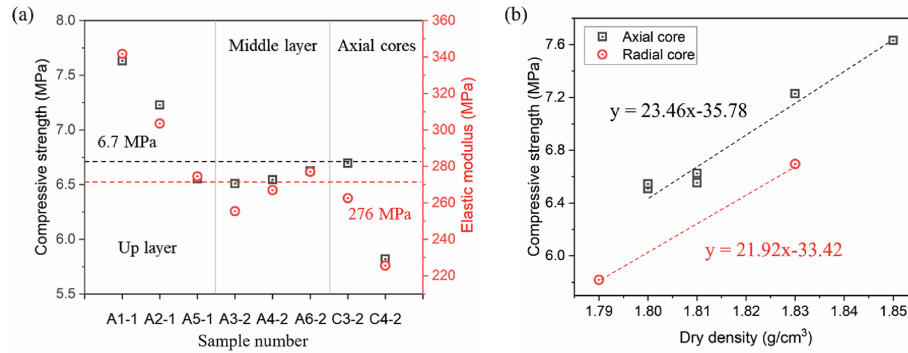 (a)
8.0
7.5
7.0
6.5
6.0
5.5
Compressive strength (MPa)
Middle layer
Axial cores
6.7 MPa
276 MPa
Up layer
360
340
320
300
280
260
240
220
Elastic modulus (MPa)
A1-1 A2-1 A5-1 A3-2 A4-2 A6-2 C3-2 C4-2
Sample number
(b)
7.6
7.2
6.8
6.4
6.0
Compressive strength (MPa)
Axial core
Radial core
y = 23.46x-35.78
y = 21.92x-33.42
1.79 1.80 1.81 1.82 1.83 1.84 1.85
Dry density (g/cm³)